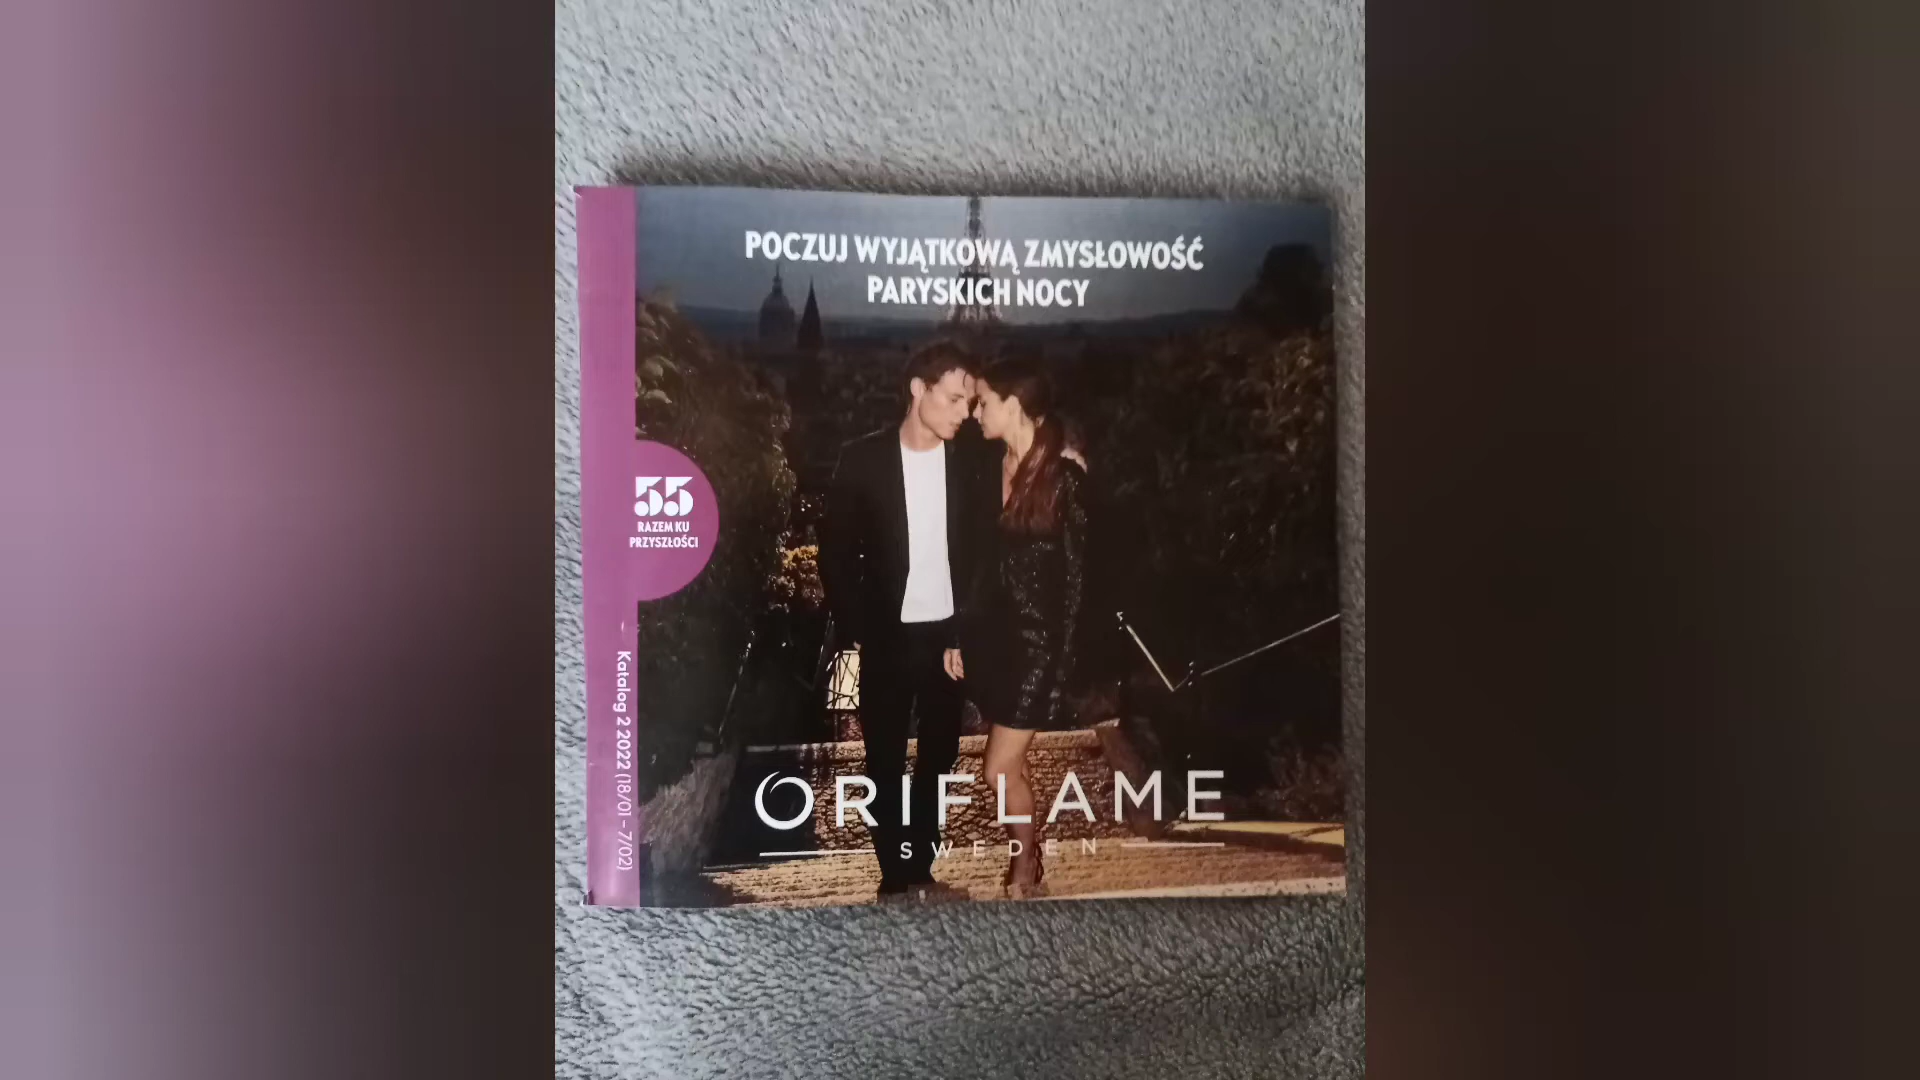 POCZUJ WYJĄTKOWĄ ZMYSŁOWOŚĆ
PARYSKICH NOCY
55
RAZEM KU
PRZYSZŁOŚCI
Katalog 2 2022 (18/01 – 7/02)
ORIFLAME
SWEDEN